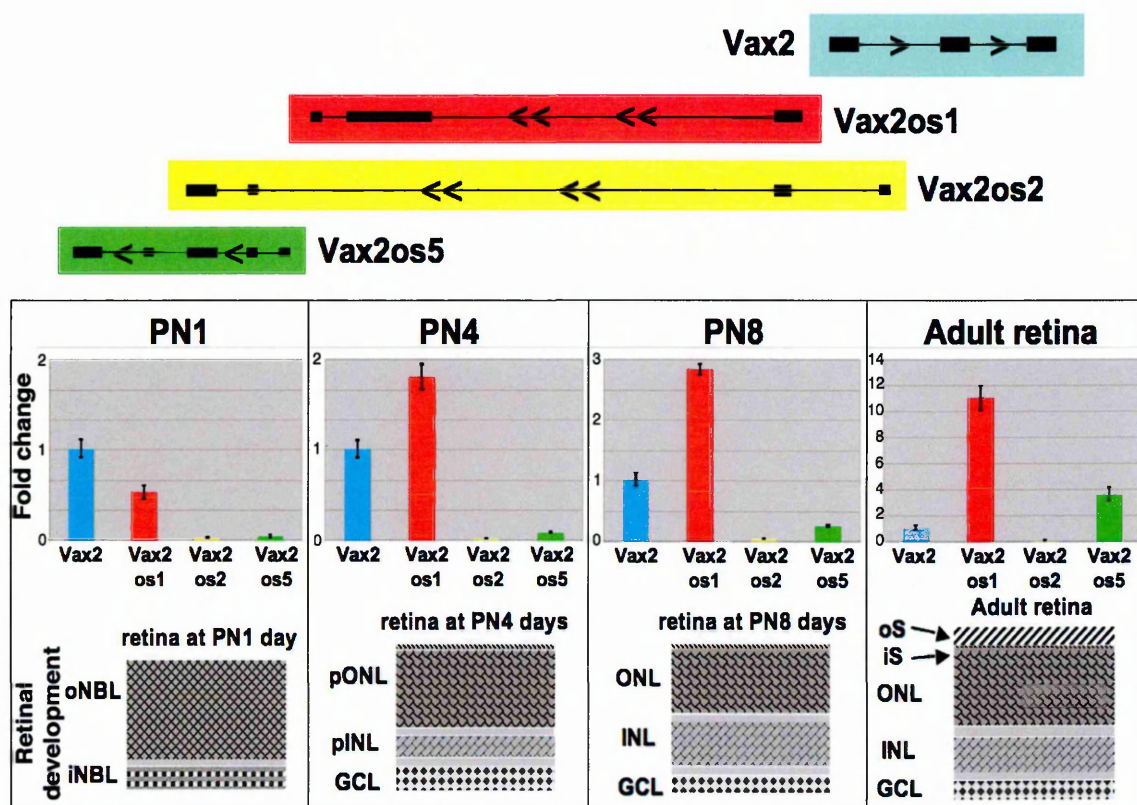 Vax2
Vax2os1
Vax2os2
Vax2os5
PN1
PN4
PN8
Adult retina
Fold change
2
1
0
Vax2 Vax2 Vax2 Vax2
os1 os2 os5
2
1
0
Vax2 Vax2 Vax2 Vax2
os1 os2 os5
3
2
1
0
Vax2 Vax2 Vax2 Vax2
os1 os2 os5
14
12
10
8
6
4
2
0
Vax2 Vax2 Vax2 Vax2
os1 os2 os5
Retinal
development
retina at PN1 day
oNBL
iNBL
retina at PN4 days
pONL
pINL
GCL
retina at PN8 days
ONL
INL
GCL
Adult retina
oS
iS
ONL
INL
GCL